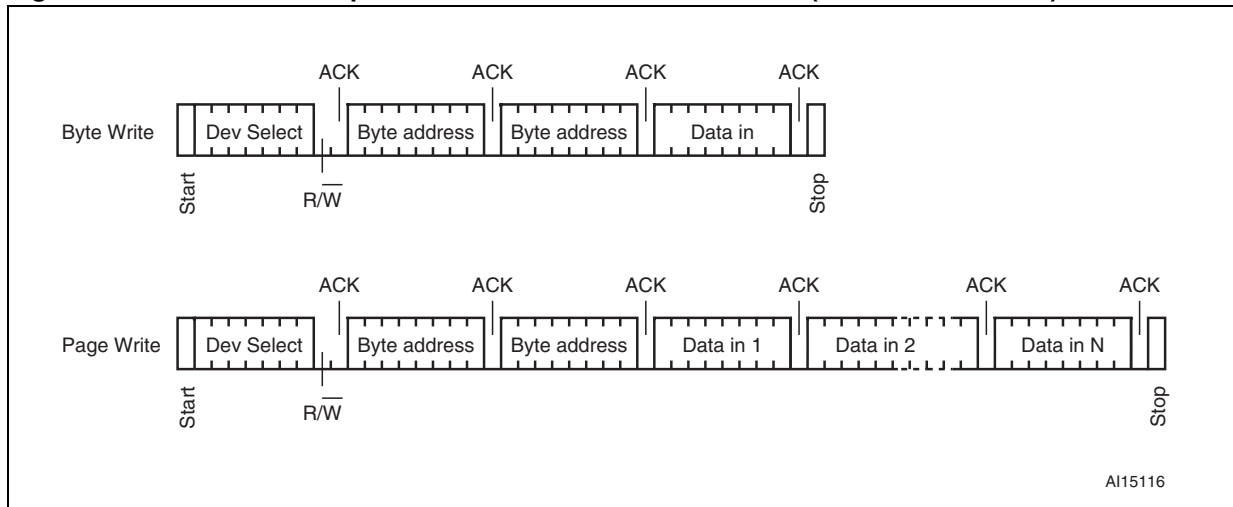 ACK ACK ACK ACK
Byte Write Dev Select Byte address Byte address Data in
Start R/W̅ Stop
ACK ACK ACK ACK ACK ACK
Page Write Dev Select Byte address Byte address Data in 1 Data in 2 Data in N
Start R/W̅ Stop
AI15116